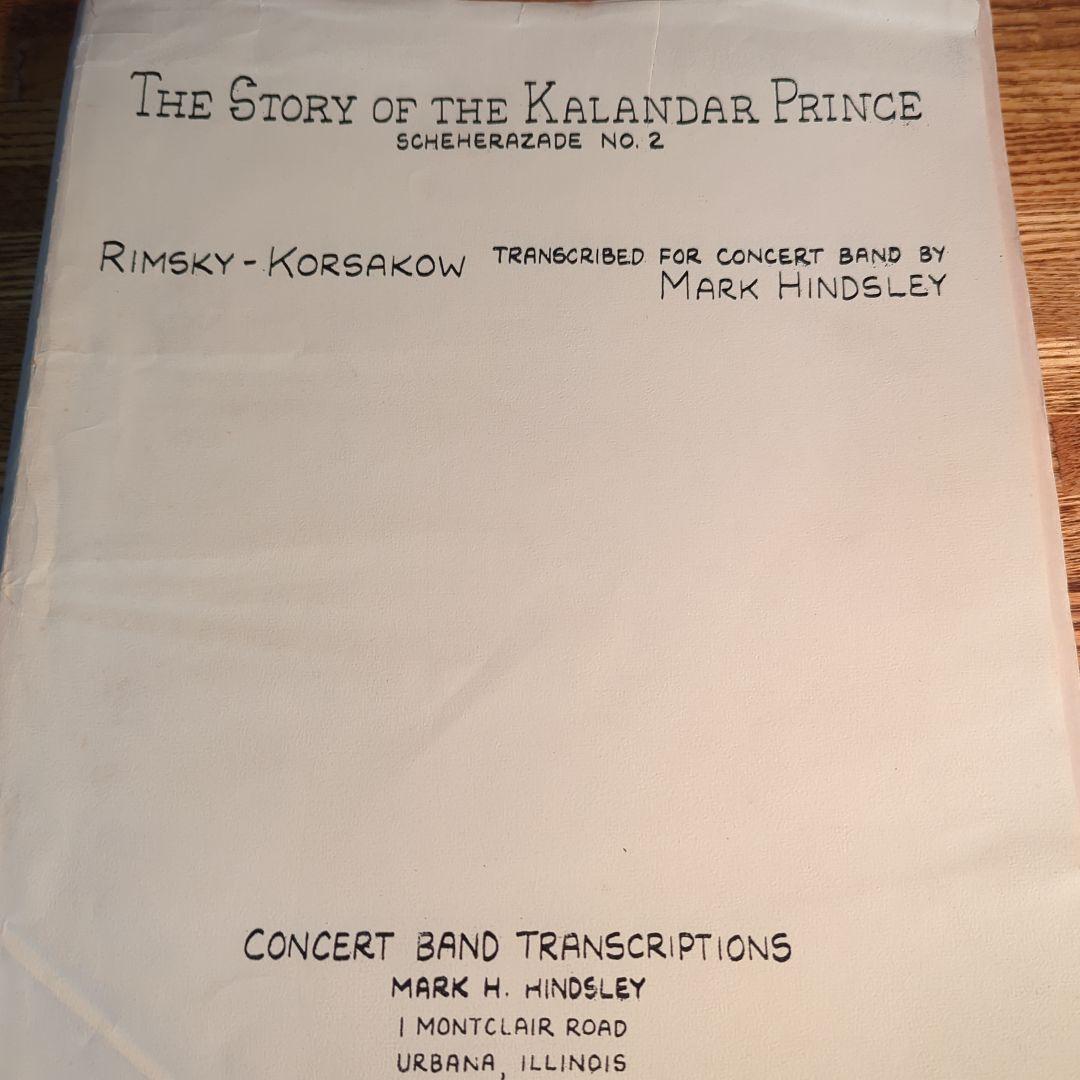 THE STORY OF THE KALANDAR PRINCE
SCHEHERAZADE NO. 2
RIMSKY-KORSAKOW
TRANSCRIBED FOR CONCERT BAND BY
MARK HINDSLEY
CONCERT BAND TRANSCRIPTIONS
MARK H. HINDSLEY
1 MONTCLAIR ROAD
URBANA, ILLINOIS